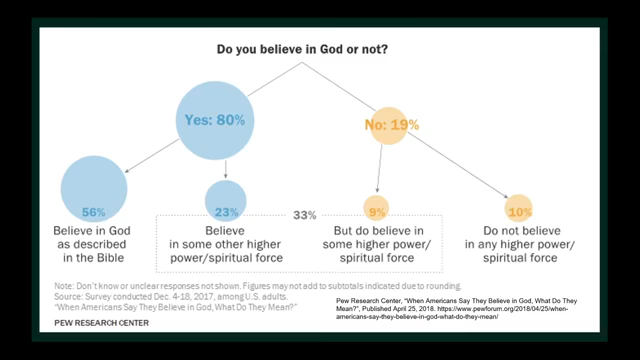 Do you believe in God or not?
Yes: 80%
No: 19%
56%
23%
33%
9%
10%
Believe in God
as described
in the Bible
Believe
in some other higher
power/spiritual force
But do believe in
some higher power/
spiritual force
Do not believe
in any higher power/
spiritual force
Note: Don't know or unclear responses not shown. Figures may not add to subtotals indicated due to rounding.
Source: Survey conducted Dec. 4-18, 2017, among U.S. adults.
"When Americans Say They Believe in God, What Do They Mean?"
PEW RESEARCH CENTER
Pew Research Center, "When Americans Say They Believe in God, What Do They
Mean?", Published April 25, 2018. https://www.pewforum.org/2018/04/25/when-
americans-say-they-believe-in-god-what-do-they-mean/